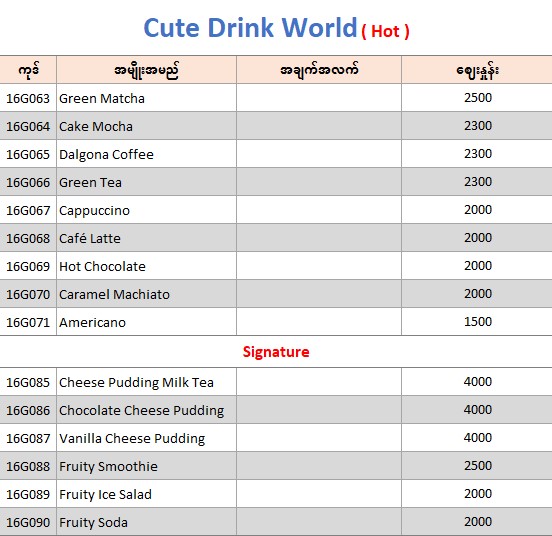 Cute Drink World ( Hot )
ကုဒ် အမျိုးအမည် အချက်အလက် ဈေးနှုန်း
16G063 Green Matcha 2500
16G064 Cake Mocha 2300
16G065 Dalgona Coffee 2300
16G066 Green Tea 2300
16G067 Cappuccino 2000
16G068 Café Latte 2000
16G069 Hot Chocolate 2000
16G070 Caramel Machiato 2000
16G071 Americano 1500
Signature
16G085 Cheese Pudding Milk Tea 4000
16G086 Chocolate Cheese Pudding 4000
16G087 Vanilla Cheese Pudding 4000
16G088 Fruity Smoothie 2500
16G089 Fruity Ice Salad 2000
16G090 Fruity Soda 2000